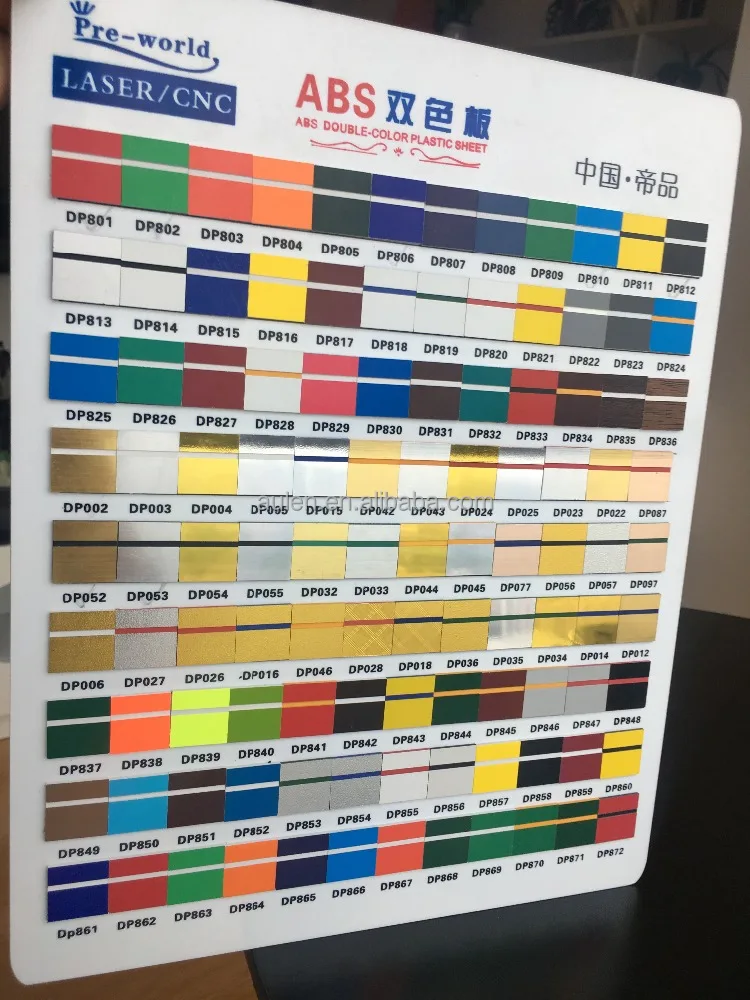 Pre-world
LASER/CNC
ABS 双色板
ABS DOUBLE-COLOR PLASTIC SHEET
中国·帝品
DP801 DP802 DP803 DP804 DP805 DP806 DP807 DP808 DP809 DP810 DP811 DP812
DP813 DP814 DP815 DP816 DP817 DP818 DP819 DP820 DP821 DP822 DP823 DP824
DP825 DP826 DP827 DP828 DP829 DP830 DP831 DP832 DP833 DP834 DP835 DP836
DP002 DP003 DP004 DP005 DP015 DP042 DP043 DP024 DP025 DP023 DP022 DP087
aulen.en.alibaba.com
DP052 DP053 DP054 DP055 DP032 DP033 DP044 DP045 DP077 DP056 DP057 DP097
DP006 DP027 DP026 -DP016 DP046 DP028 DP018 DP036 DP035 DP034 DP014 DP012
DP837 DP838 DP839 DP840 DP841 DP842 DP843 DP844 DP845 DP846 DP847 DP848
DP849 DP850 DP851 DP852 DP853 DP854 DP855 DP856 DP857 DP858 DP859 DP860
Dp861 DP862 DP863 DP864 DP865 DP866 DP867 DP868 DP869 DP870 DP871 DP872